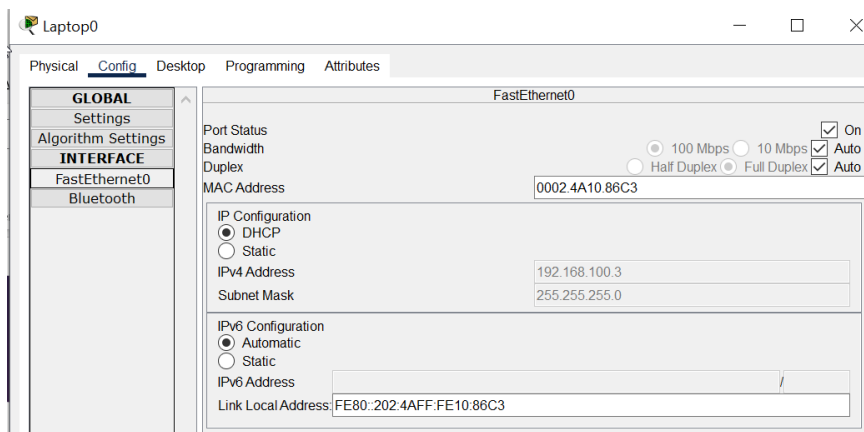 Laptop0
Physical Config Desktop Programming Attributes
GLOBAL
Settings
Algorithm Settings
INTERFACE
FastEthernet0
Bluetooth
FastEthernet0
Port Status On
Bandwidth 100 Mbps 10 Mbps Auto
Duplex Half Duplex Full Duplex Auto
MAC Address 0002.4A10.86C3
IP Configuration
DHCP
Static
IPv4 Address 192.168.100.3
Subnet Mask 255.255.255.0
IPv6 Configuration
Automatic
Static
IPv6 Address /
Link Local Address: FE80::202:4AFF:FE10:86C3